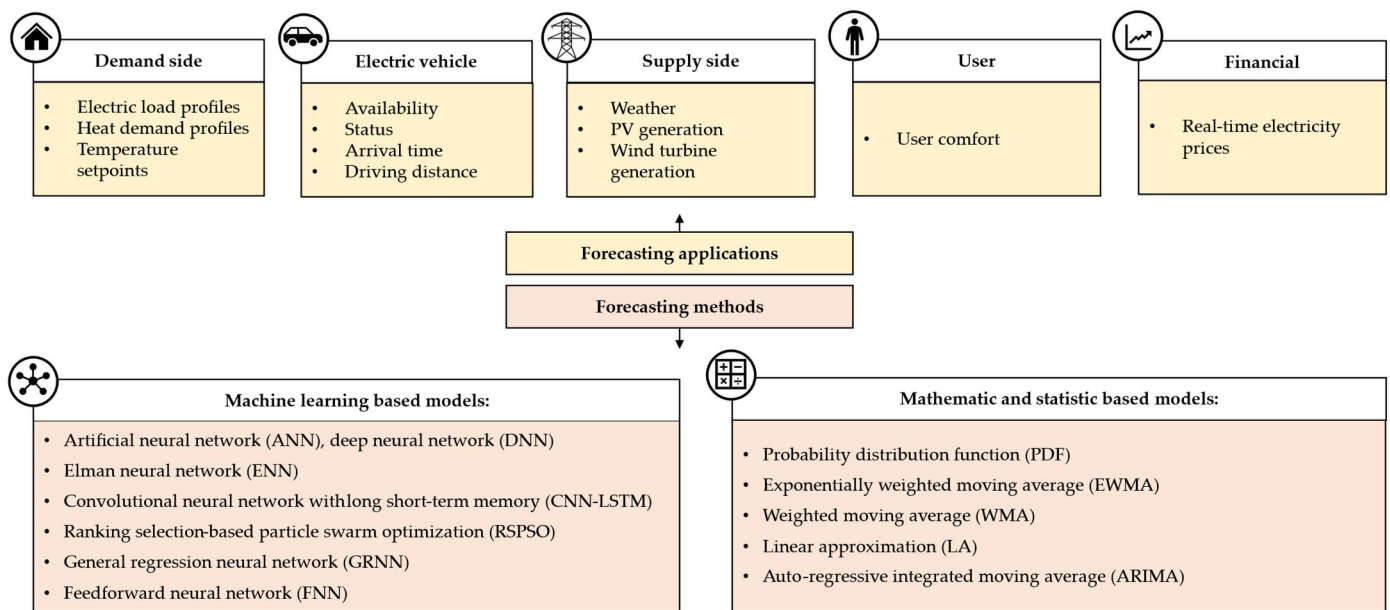 Demand side
• Electric load profiles
• Heat demand profiles
• Temperature
setpoints
Electric vehicle
• Availability
• Status
• Arrival time
• Driving distance
Supply side
• Weather
• PV generation
• Wind turbine
generation
User
• User comfort
Financial
• Real-time electricity
prices
Forecasting applications
Forecasting methods
Machine learning based models:
• Artificial neural network (ANN), deep neural network (DNN)
• Elman neural network (ENN)
• Convolutional neural network withlong short-term memory (CNN-LSTM)
• Ranking selection-based particle swarm optimization (RSPSO)
• General regression neural network (GRNN)
• Feedforward neural network (FNN)
Mathematic and statistic based models:
• Probability distribution function (PDF)
• Exponentially weighted moving average (EWMA)
• Weighted moving average (WMA)
• Linear approximation (LA)
• Auto-regressive integrated moving average (ARIMA)